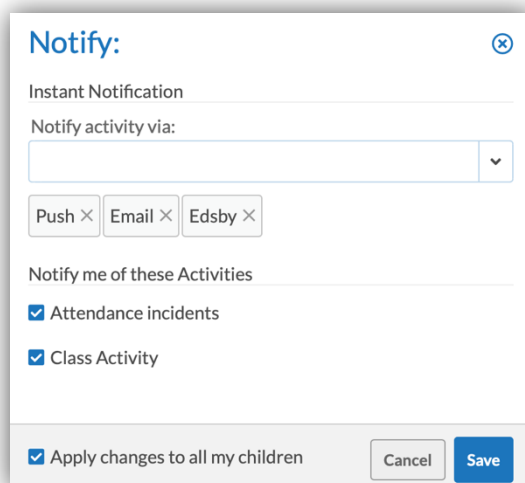 Notify:
Instant Notification
Notify activity via:
Push Email Edsby
Notify me of these Activities
Attendance incidents
Class Activity
Apply changes to all my children Cancel Save